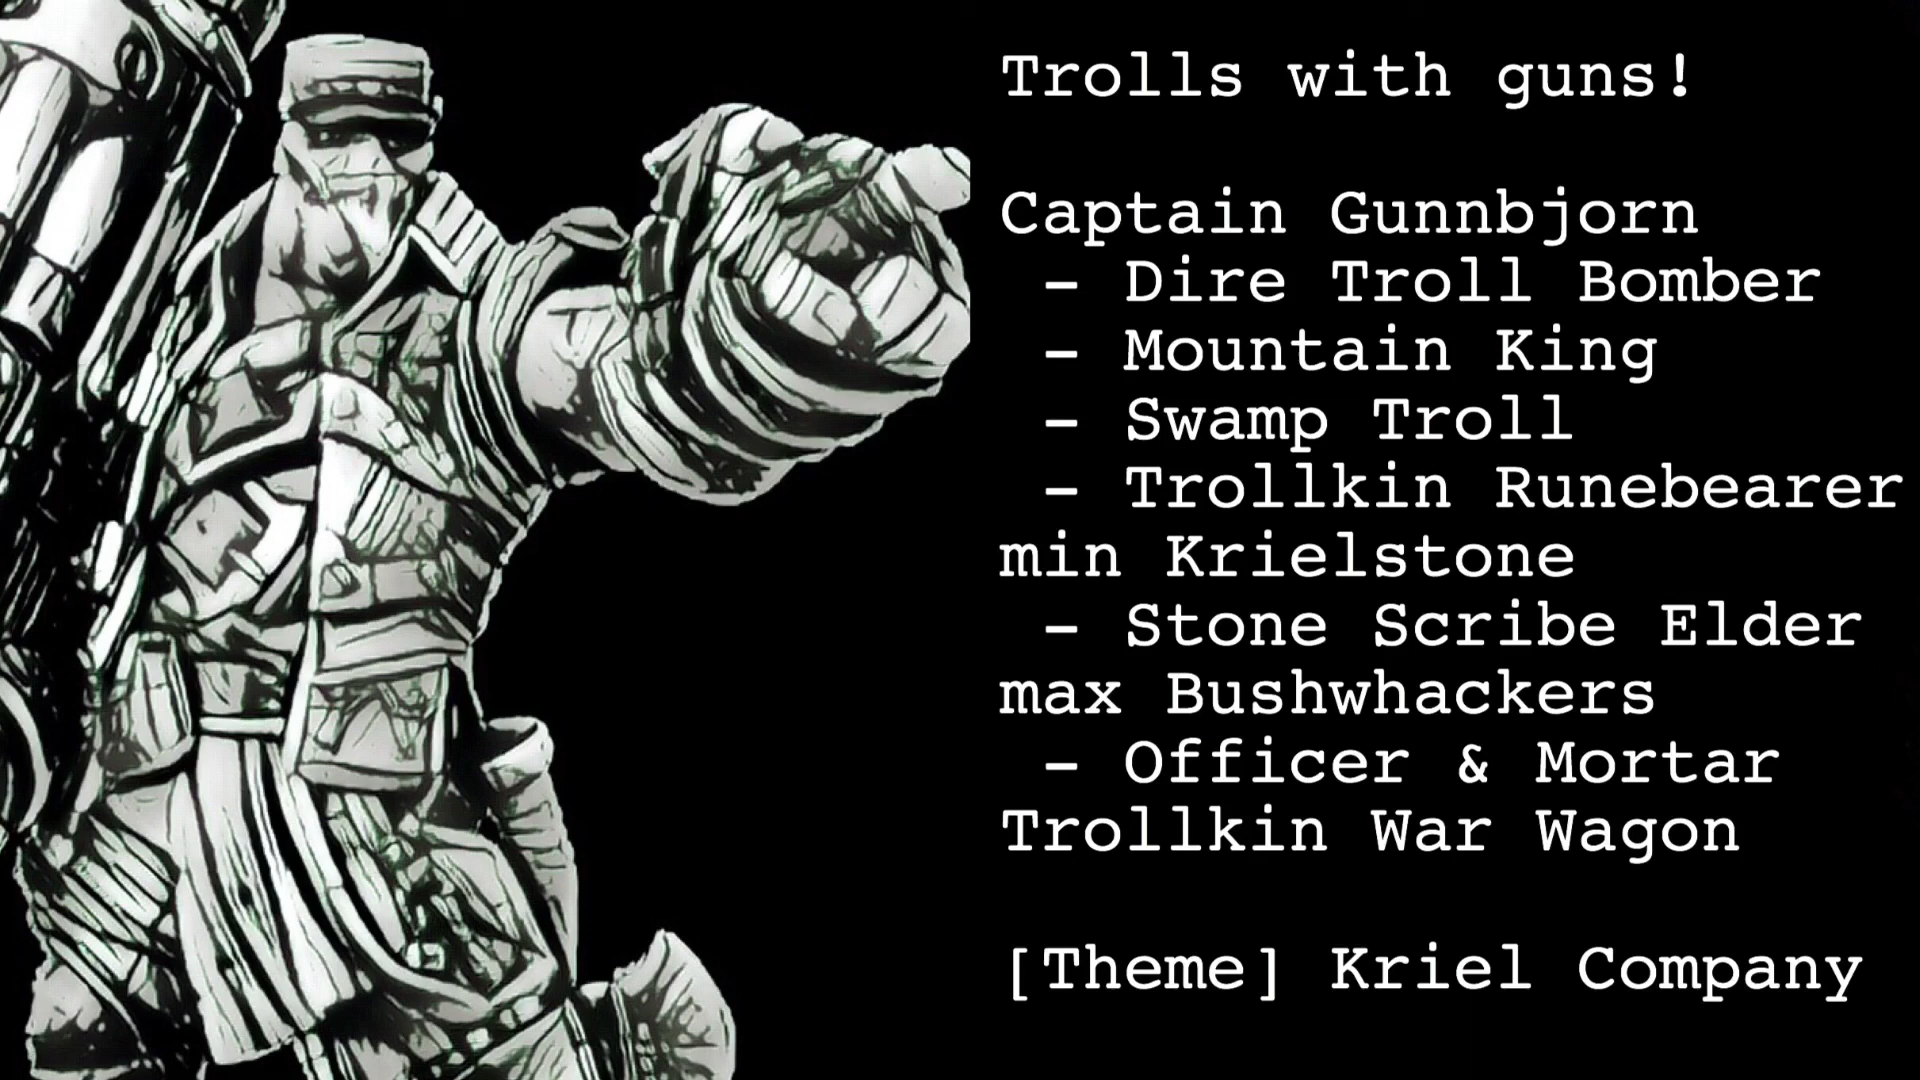 Trolls with guns!
Captain Gunnbjorn
- Dire Troll Bomber
- Mountain King
- Swamp Troll
- Trollkin Runebearer
min Krielstone
- Stone Scribe Elder
max Bushwhackers
- Officer & Mortar
Trollkin War Wagon
[Theme] Kriel Company